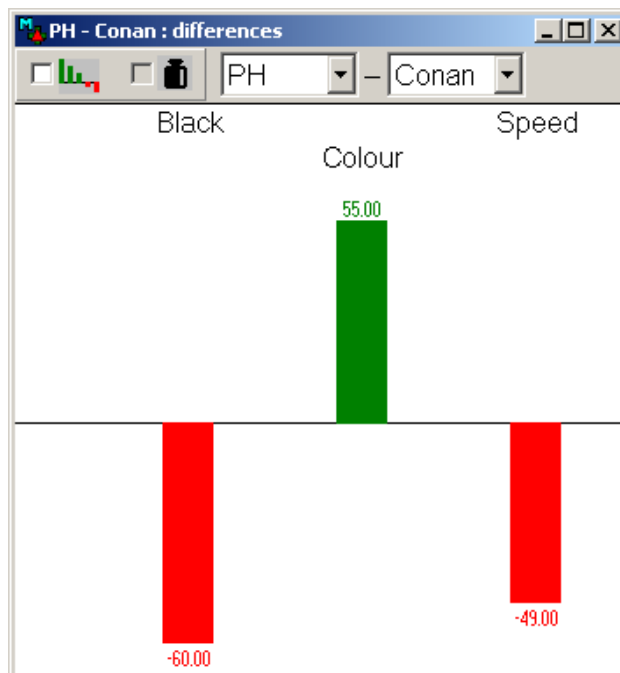 PH - Conan : differences
PH – Conan
Black Speed
Colour
55.00
-49.00
-60.00